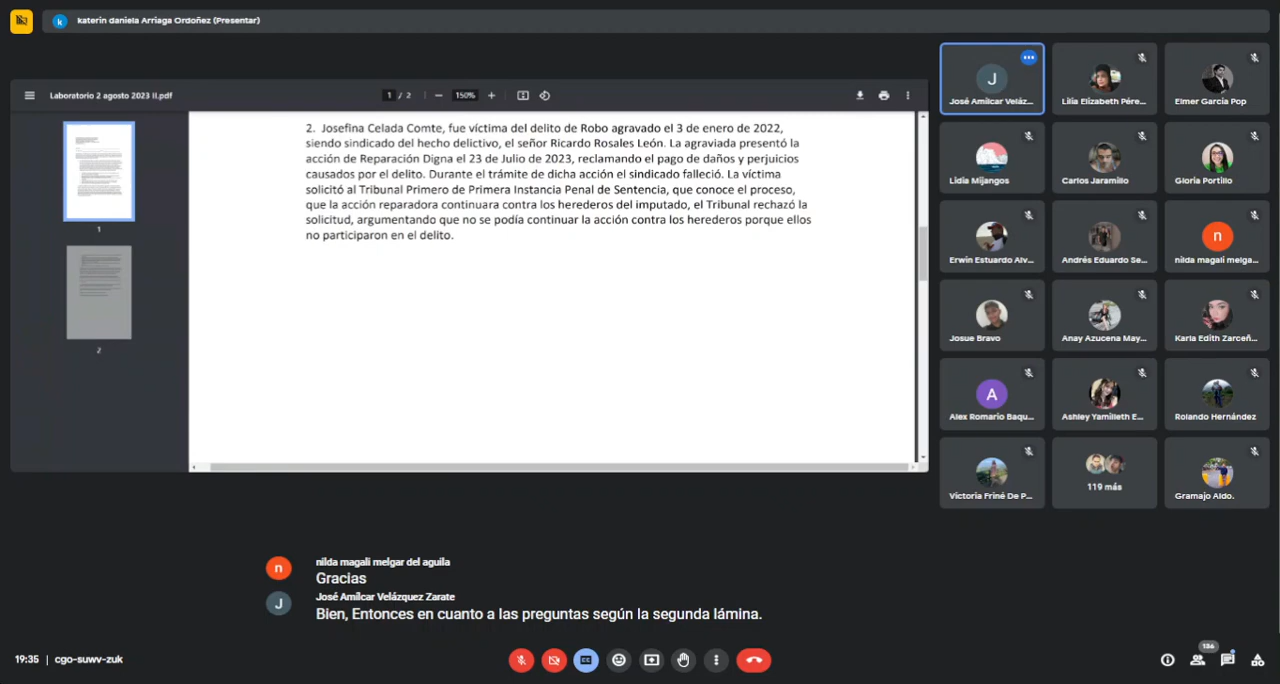 k
katerin daniela Arriaga Ordoñez (Presentar)
Laboratorio 2 agosto 2023 II.pdf
1 / 2
150%
2. Josefina Celada Comte, fue víctima del delito de Robo agravado el 3 de enero de 2022,
siendo sindicado del hecho delictivo, el señor Ricardo Rosales León. La agraviada presentó la
acción de Reparación Digna el 23 de Julio de 2023, reclamando el pago de daños y perjuicios
causados por el delito. Durante el trámite de dicha acción el sindicado falleció. La víctima
solicitó al Tribunal Primero de Primera Instancia Penal de Sentencia, que conoce el proceso,
que la acción reparadora continuara contra los herederos del imputado, el Tribunal rechazó la
solicitud, argumentando que no se podía continuar la acción contra los herederos porque ellos
no participaron en el delito.
1
2
J
José Amílcar Veláz...
Lilia Elizabeth Pére...
Elmer García Pop
Lidia Mijangos
Carlos Jaramillo
Gloria Portillo
Erwin Estuardo Alv...
Andrés Eduardo Se...
n
nilda magali melga...
Josue Bravo
Anay Azucena May...
Karla Edith Zarceñ...
A
Alex Romario Baqu...
Ashley Yamilleth E...
Rolando Hernández
Victoria Friné De P...
119 más
Gramajo Aldo.
n
nilda magali melgar del aguila
Gracias
J
José Amílcar Velázquez Zarate
Bien, Entonces en cuanto a las preguntas según la segunda lámina.
19:35 | cgo-suwv-zuk
CC
136